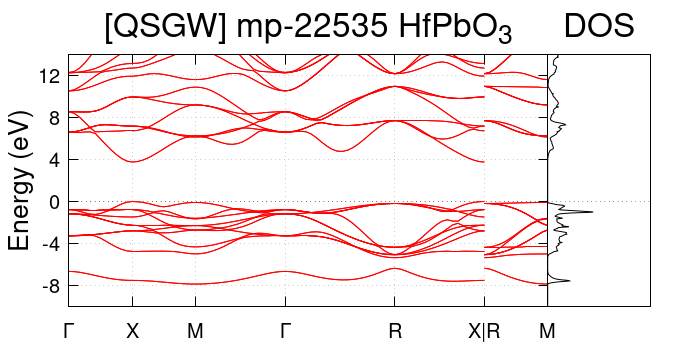 [QSGW] mp-22535 HfPbO₃ DOS
Energy (eV)
12
8
4
0
-4
-8
Γ X M Γ R X|R M